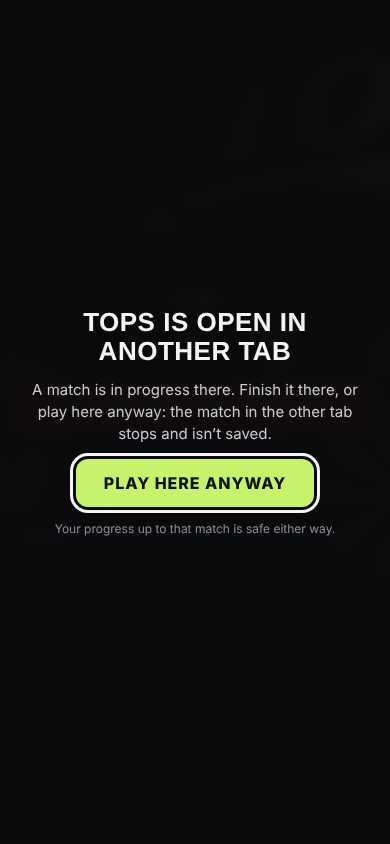 TOPS IS OPEN IN
ANOTHER TAB
A match is in progress there. Finish it there, or
play here anyway: the match in the other tab
stops and isn’t saved.
PLAY HERE ANYWAY
Your progress up to that match is safe either way.